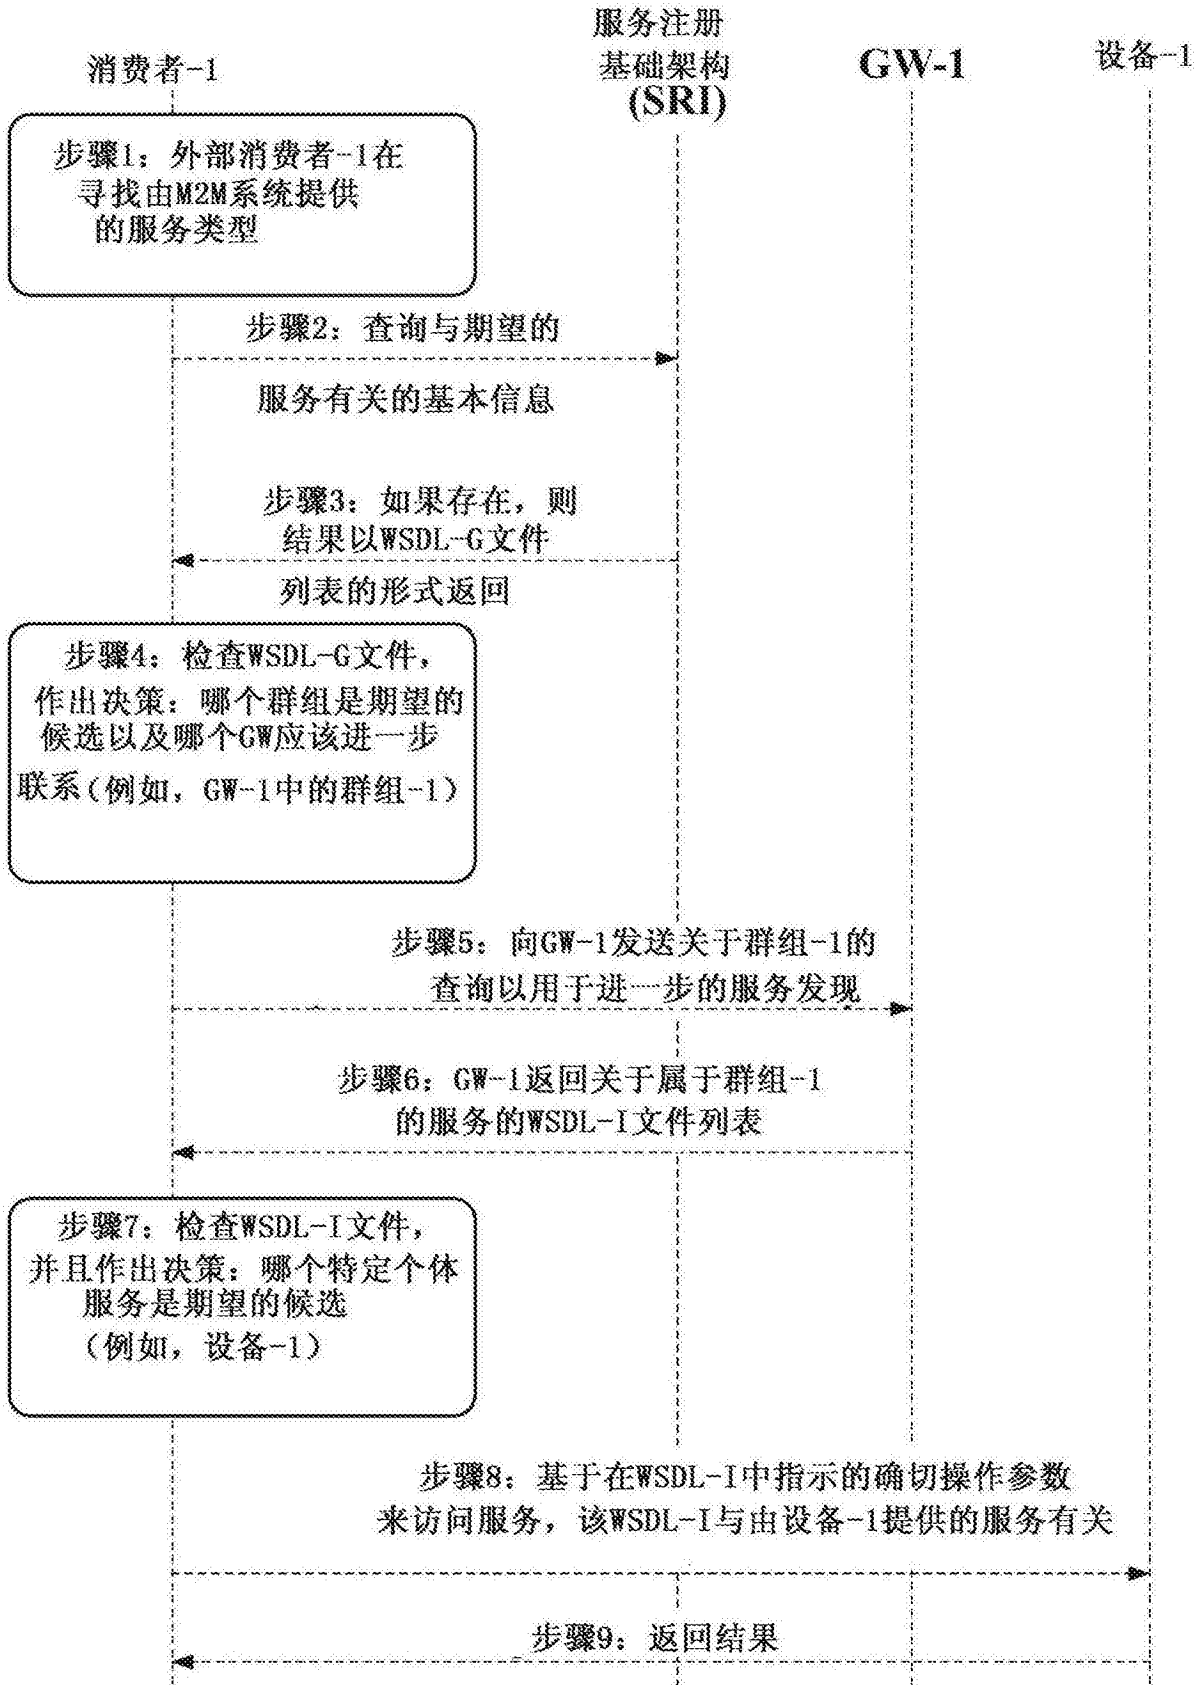 消费者-1
服务注册
基础架构
(SRI)
GW-1
设备-1
步骤1：外部消费者-1在
寻找由M2M系统提供
的服务类型
步骤2：查询与期望的
服务有关的基本信息
步骤3：如果存在，则
结果以WSDL-G文件
列表的形式返回
步骤4：检查WSDL-G文件，
作出决策：哪个群组是期望的
候选以及哪个GW应该进一步
联系（例如，GW-1中的群组-1）
步骤5：向GW-1发送关于群组-1的
查询以用于进一步的服务发现
步骤6：GW-1返回关于属于群组-1
的服务的WSDL-I文件列表
步骤7：检查WSDL-I文件，
并且作出决策：哪个特定个体
服务是期望的候选
（例如，设备-1）
步骤8：基于在WSDL-I中指示的确切操作参数
来访问服务，该WSDL-I与由设备-1提供的服务有关
步骤9：返回结果